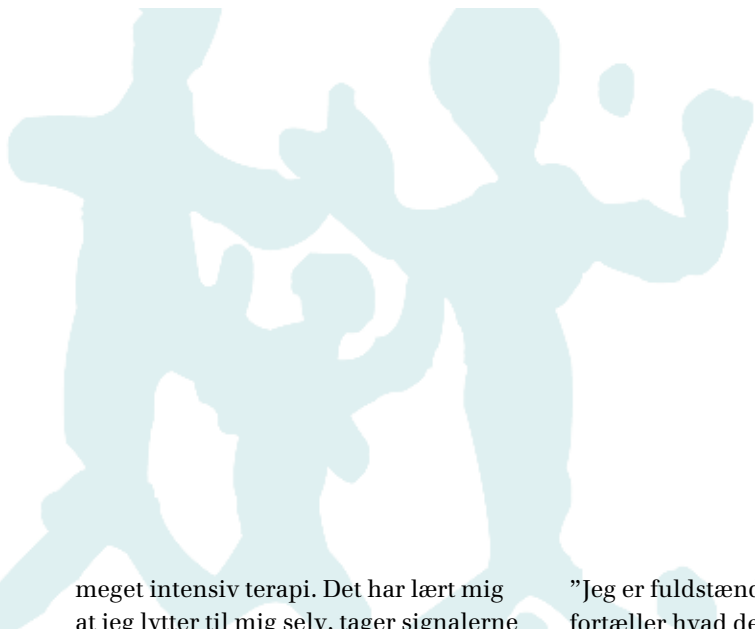 meget intensiv terapi. Det har lært mig
at jeg lytter til mig selv, tager signalerne
"Jeg er
fortæller hvad